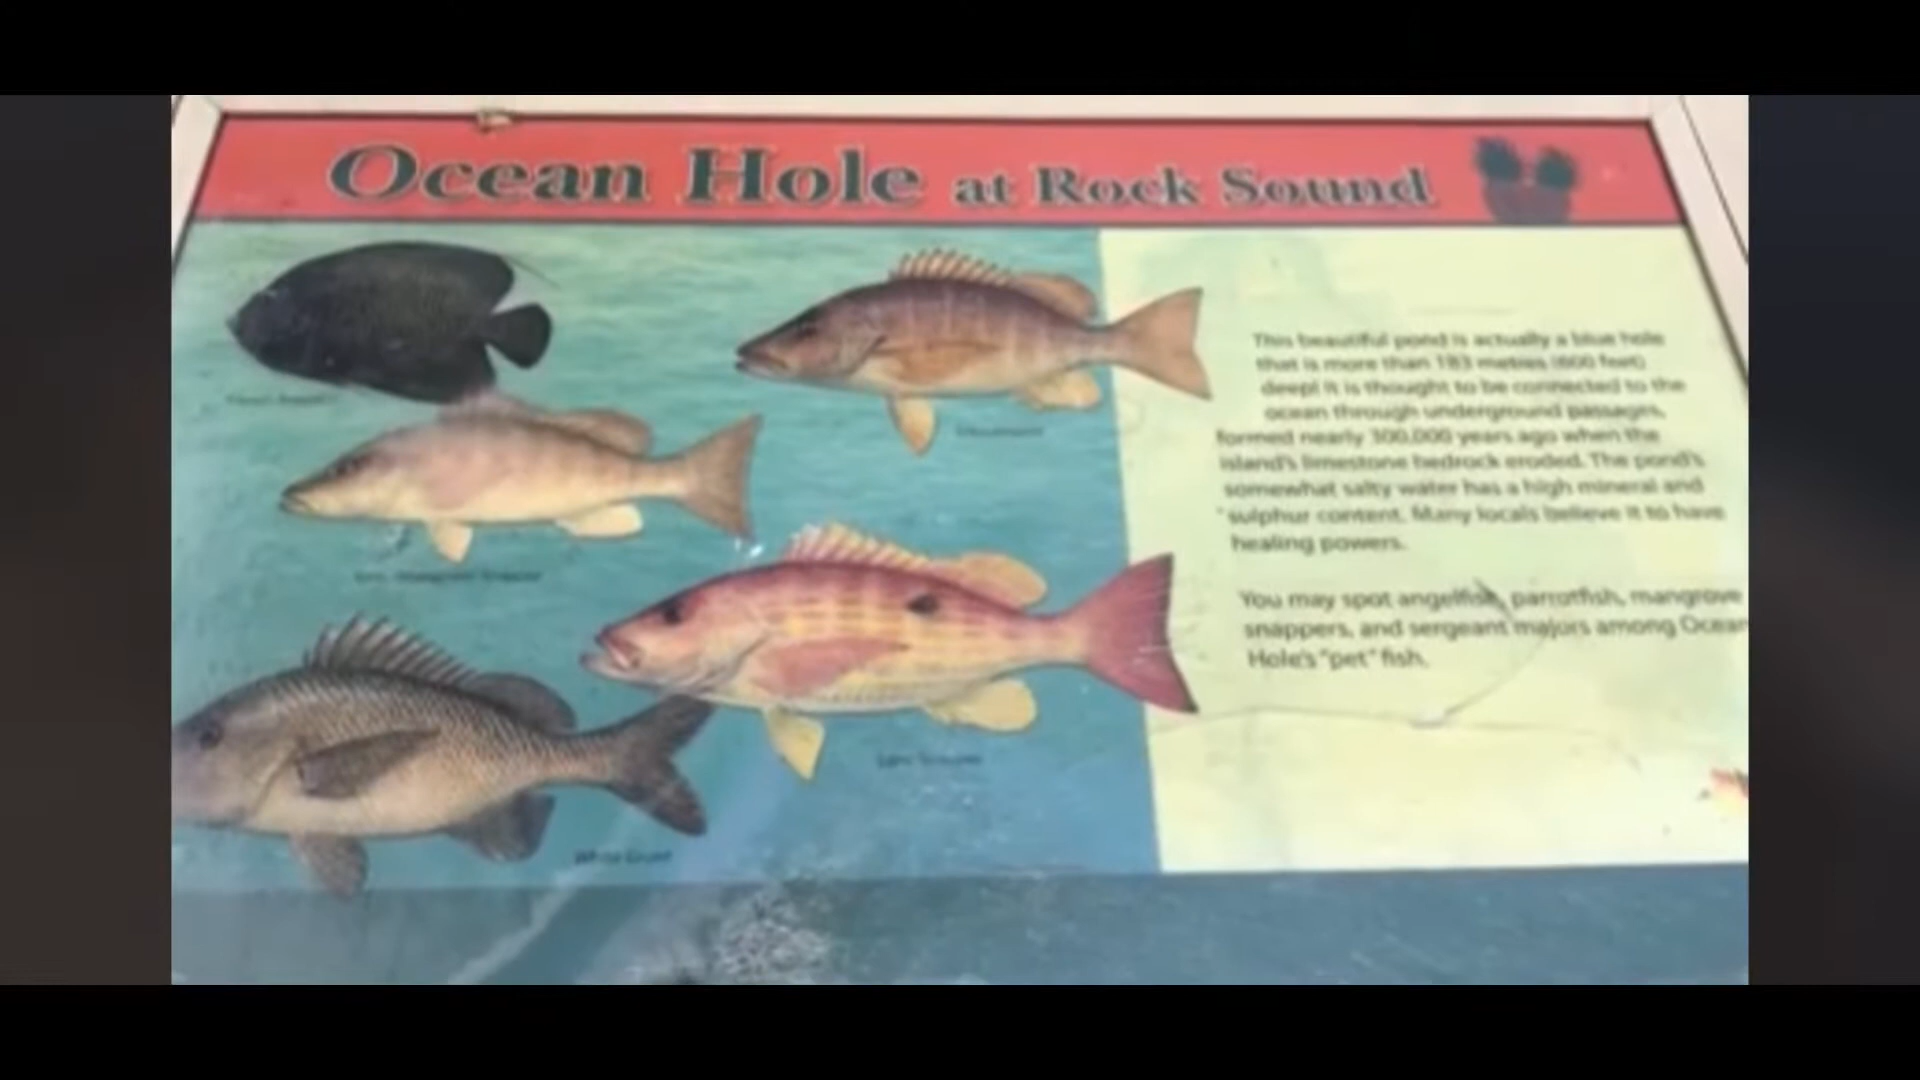 Ocean Hole at Rock Sound
This beautiful pond is actually a blue hole
that is more than 183 metres (600 feet)
deep! It is thought to be connected to the
ocean through underground passages,
formed nearly 300,000 years ago when the
island's limestone bedrock eroded. The pond's
somewhat salty water has a high mineral and
sulphur content. Many locals believe it to have
healing powers.
You may spot angelfish, parrotfish, mangrove
snappers, and sergeant majors among Ocean
Hole's "pet" fish.
Snapper
White Grunt